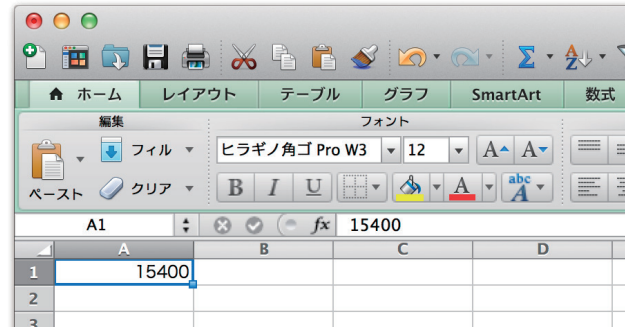 ホーム レイアウト テーブル グラフ SmartArt 数式
編集 フォント
ペースト フィル ヒラギノ角ゴ Pro W3 12 A A
クリア B I U A abc A
A1 fx 15400
A B C D
1 15400
2
3